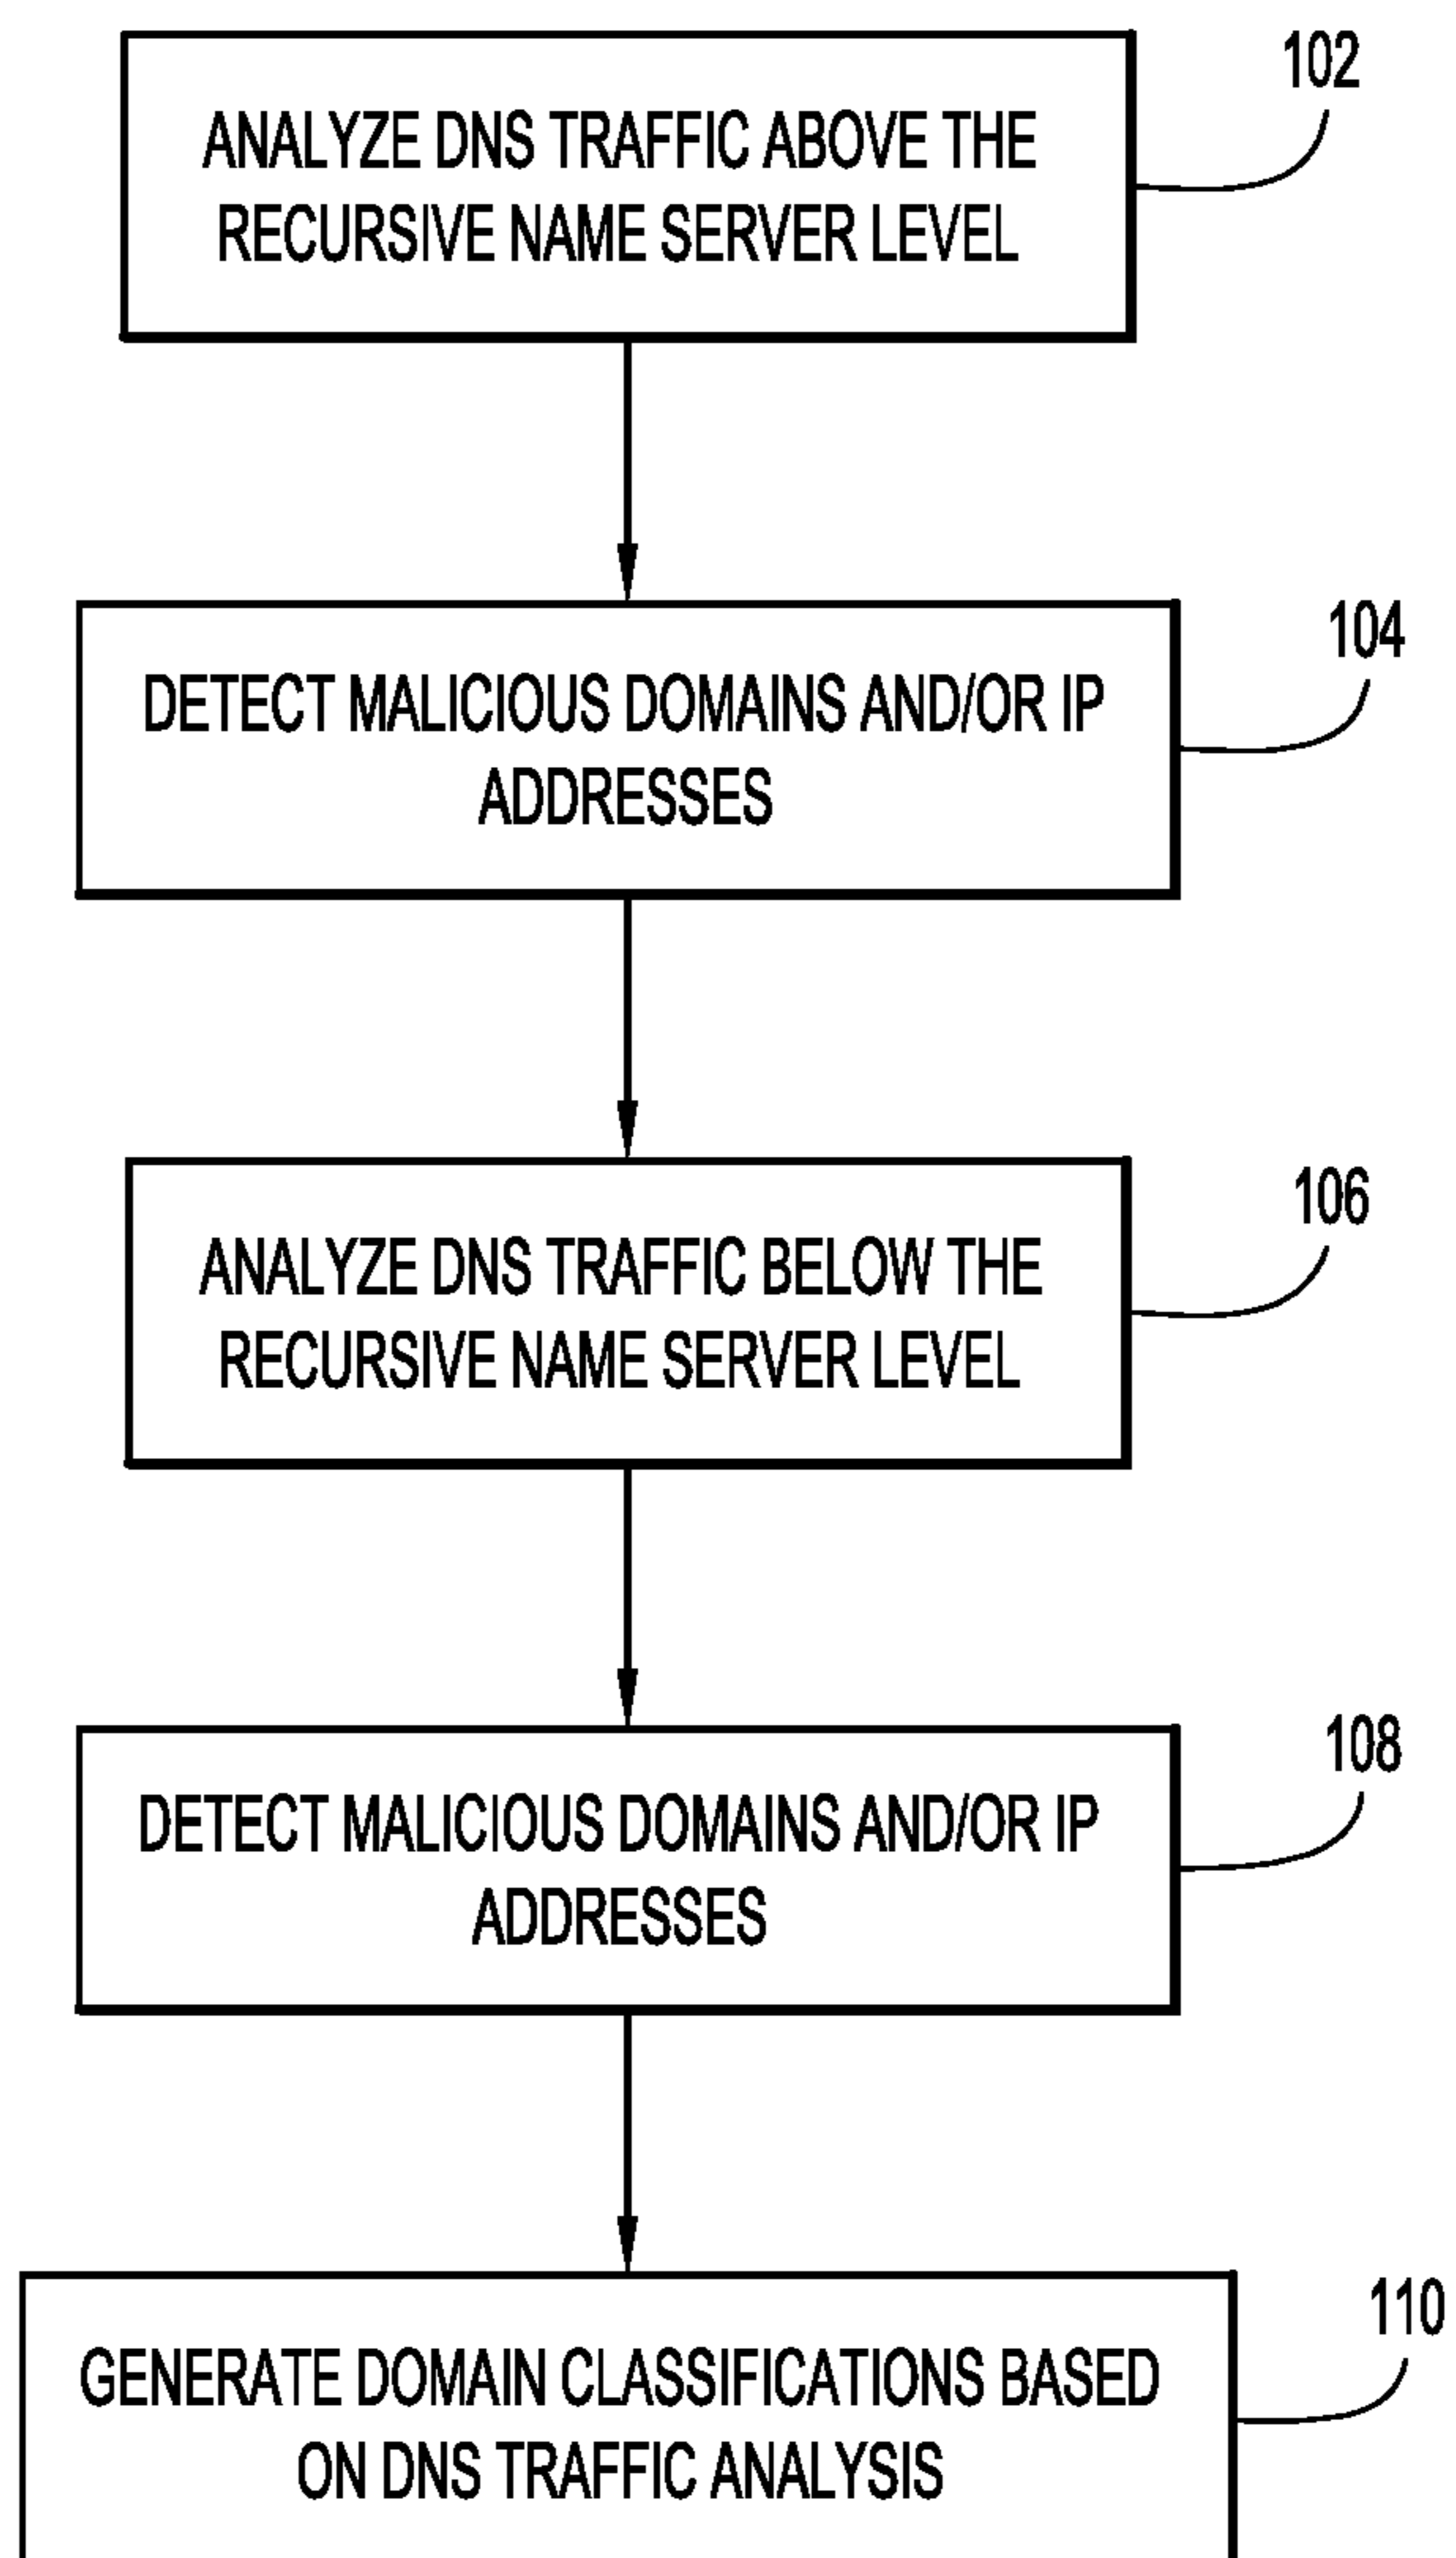 102
ANALYZE DNS TRAFFIC ABOVE THE
RECURSIVE NAME SERVER LEVEL
104
DETECT MALICIOUS DOMAINS AND/OR IP
ADDRESSES
106
ANALYZE DNS TRAFFIC BELOW THE
RECURSIVE NAME SERVER LEVEL
108
DETECT MALICIOUS DOMAINS AND/OR IP
ADDRESSES
110
GENERATE DOMAIN CLASSIFICATIONS BASED
ON DNS TRAFFIC ANALYSIS